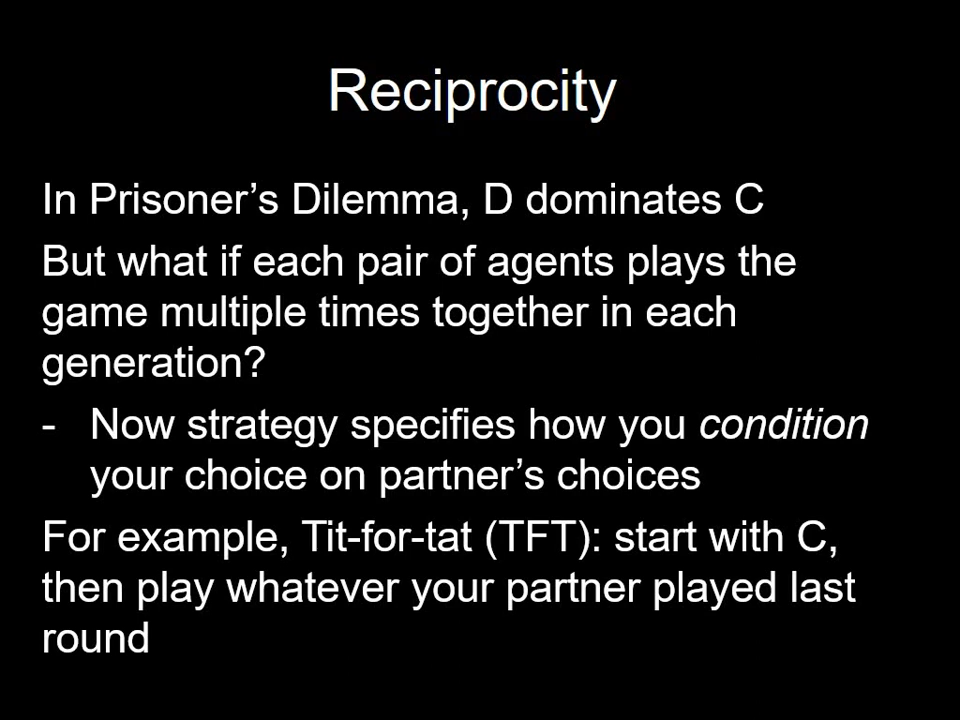 Reciprocity
In Prisoner’s Dilemma, D dominates C
But what if each pair of agents plays the
game multiple times together in each
generation?
- Now strategy specifies how you condition
your choice on partner’s choices
For example, Tit-for-tat (TFT): start with C,
then play whatever your partner played last
round